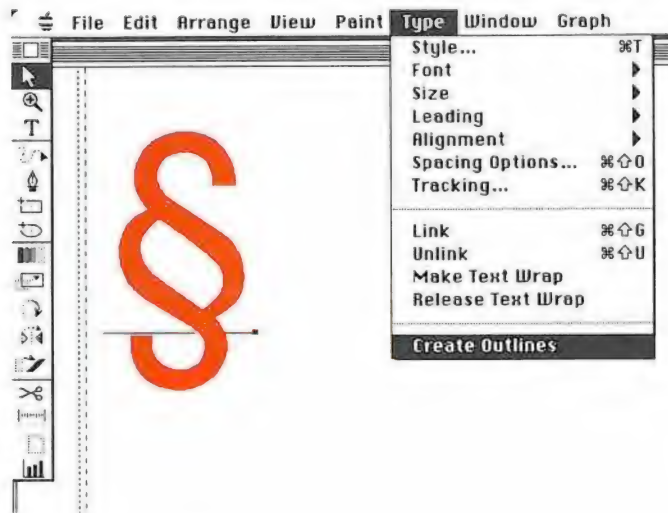 File Edit Arrange View Paint Type Window Graph
Style... ⌘T
Font
Size
Leading
Alignment
Spacing Options... ⌘⇧O
Tracking... ⌘⇧K
Link ⌘⇧G
Unlink ⌘⇧U
Make Text Wrap
Release Text Wrap
Create Outlines
T
§